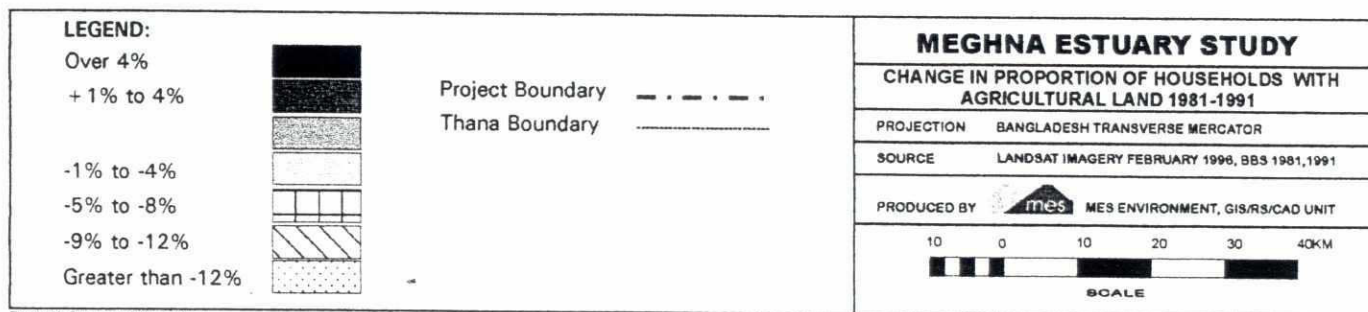 LEGEND:
Over 4%
+ 1% to 4%
-1% to -4%
-5% to -8%
-9% to -12%
Greater than -12%
Project Boundary
Thana Boundary
MEGHNA ESTUARY STUDY
CHANGE IN PROPORTION OF HOUSEHOLDS WITH
AGRICULTURAL LAND 1981-1991
PROJECTION BANGLADESH TRANSVERSE MERCATOR
SOURCE LANDSAT IMAGERY FEBRUARY 1996, BBS 1981,1991
PRODUCED BY mes MES ENVIRONMENT, GIS/RS/CAD UNIT
10 0 10 20 30 40KM
SCALE